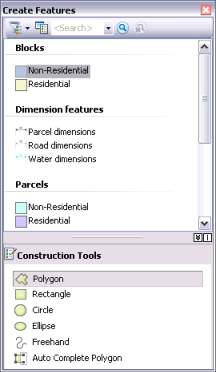 Create Features
<Search>
Blocks
Non-Residential
Residential
Dimension features
Parcel dimensions
Road dimensions
Water dimensions
Parcels
Non-Residential
Residential
Construction Tools
Polygon
Rectangle
Circle
Ellipse
Freehand
Auto Complete Polygon